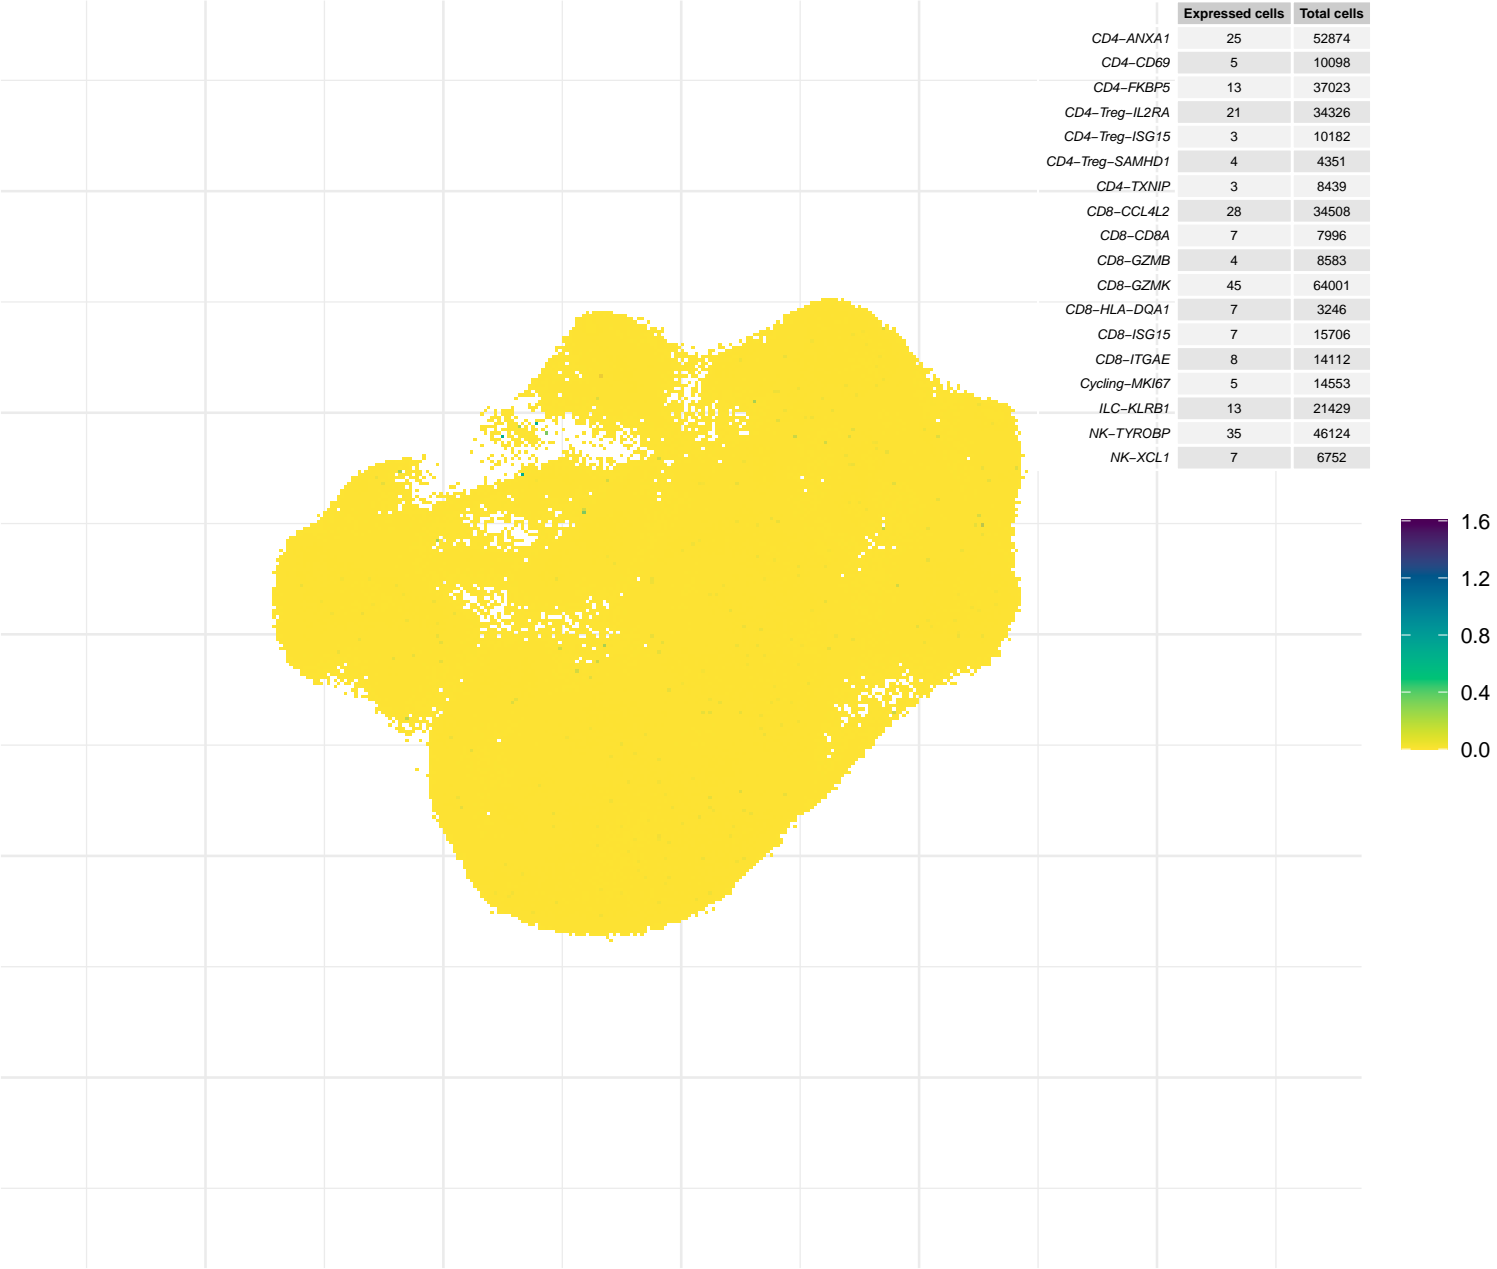 Expressed cells Total cells
CD4−ANXA1 25 52874
CD4−CD69 5 10098
CD4−FKBP5 13 37023
CD4−Treg−IL2RA 21 34326
CD4−Treg−ISG15 3 10182
CD4−Treg−SAMHD1 4 4351
CD4−TXNIP 3 8439
CD8−CCL4L2 28 34508
CD8−CD8A 7 7996
CD8−GZMB 4 8583
CD8−GZMK 45 64001
CD8−HLA−DQA1 7 3246
CD8−ISG15 7 15706
CD8−ITGAE 8 14112
Cycling−MKI67 5 14553
ILC−KLRB1 13 21429
NK−TYROBP 35 46124
NK−XCL1 7 6752
1.6
1.2
0.8
0.4
0.0